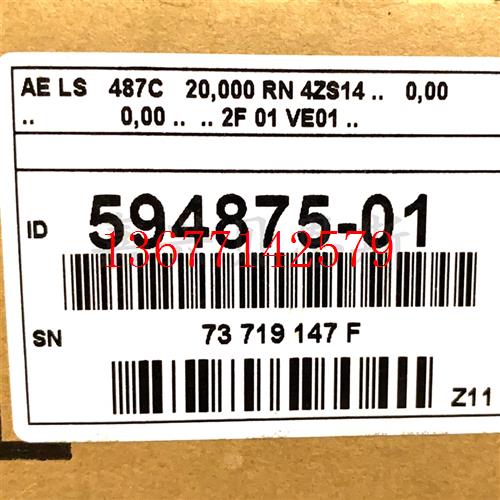 AE LS 487C 20,000 RN 4ZS14 .. 0,00
.. 0,00 .. .. 2F 01 VE01 ..
ID 594875-01
13677142579
SN 73 719 147 F
Z11